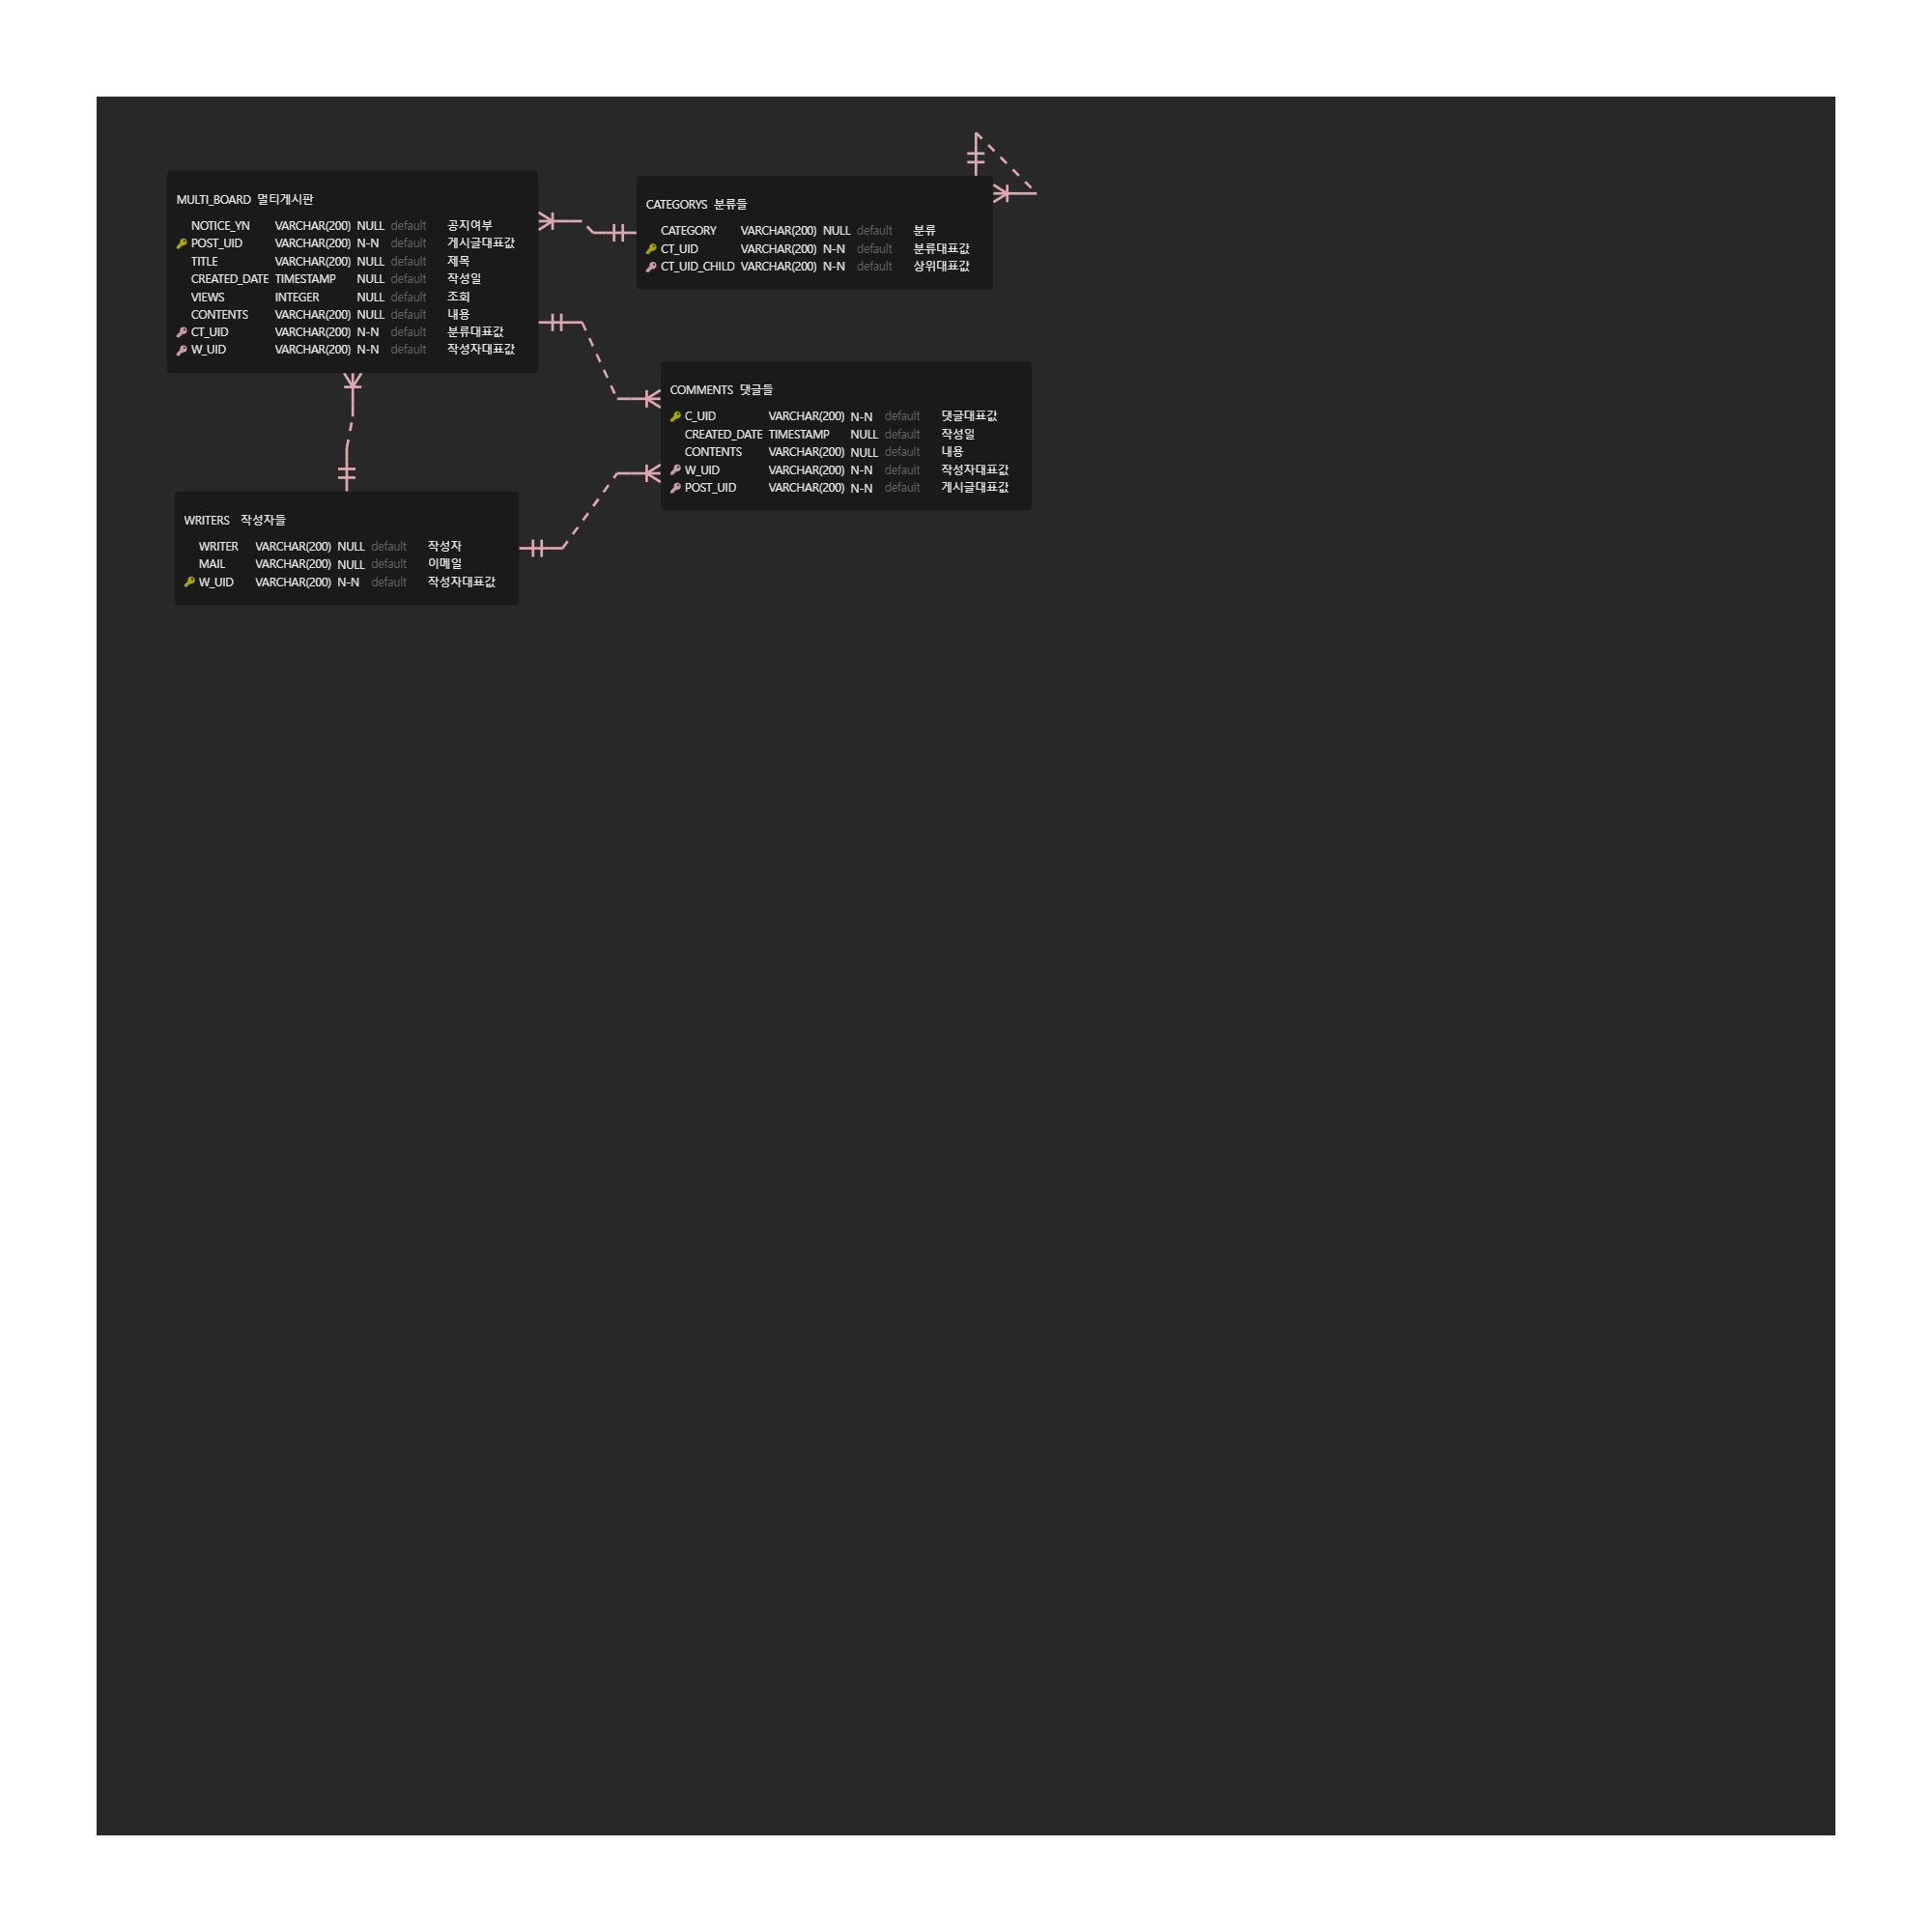 MULTI_BOARD 멀티게시판
NOTICE_YN VARCHAR(200) NULL default 공지여부
POST_UID VARCHAR(200) N-N default 게시글대표값
TITLE VARCHAR(200) NULL default 제목
CREATED_DATE TIMESTAMP NULL default 작성일
VIEWS INTEGER NULL default 조회
CONTENTS VARCHAR(200) NULL default 내용
CT_UID VARCHAR(200) N-N default 분류대표값
W_UID VARCHAR(200) N-N default 작성자대표값
CATEGORYS 분류들
CATEGORY VARCHAR(200) NULL default 분류
CT_UID VARCHAR(200) N-N default 분류대표값
CT_UID_CHILD VARCHAR(200) N-N default 상위대표값
COMMENTS 댓글들
C_UID VARCHAR(200) N-N default 댓글대표값
CREATED_DATE TIMESTAMP NULL default 작성일
CONTENTS VARCHAR(200) NULL default 내용
W_UID VARCHAR(200) N-N default 작성자대표값
POST_UID VARCHAR(200) N-N default 게시글대표값
WRITERS 작성자들
WRITER VARCHAR(200) NULL default 작성자
MAIL VARCHAR(200) NULL default 이메일
W_UID VARCHAR(200) N-N default 작성자대표값